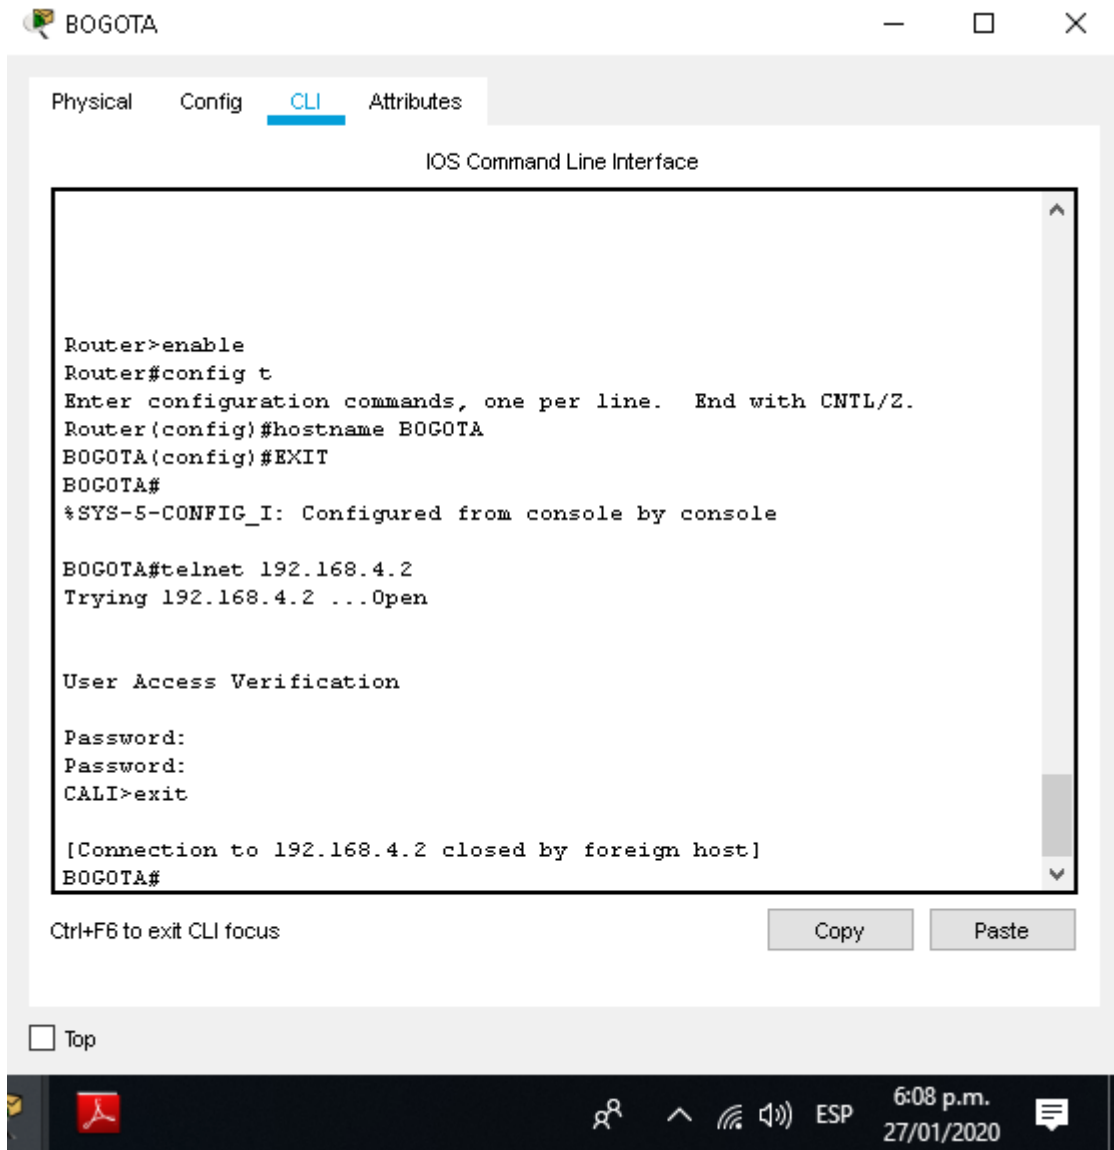 BOGOTA
Physical Config CLI Attributes
IOS Command Line Interface
Router>enable
Router#config t
Enter configuration commands, one per line.  End with CNTL/Z.
Router(config)#hostname BOGOTA
BOGOTA(config)#EXIT
BOGOTA#
%SYS-5-CONFIG_I: Configured from console by console
BOGOTA#telnet 192.168.4.2
Trying 192.168.4.2 ...Open
User Access Verification
Password:
Password:
CALI>exit
[Connection to 192.168.4.2 closed by foreign host]
BOGOTA#
Ctrl+F6 to exit CLI focus
Copy Paste
Top
ESP
6:08 p.m.
27/01/2020